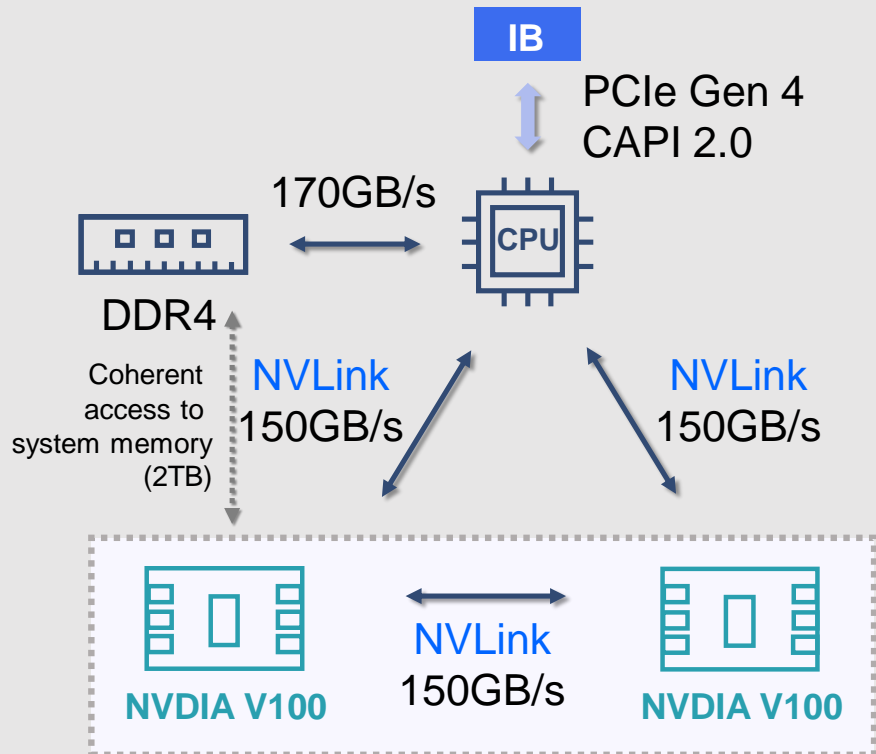 IB
PCIe Gen 4
CAPI 2.0
170GB/s
CPU
DDR4
Coherent
access to
system memory
(2TB)
NVLink
150GB/s
NVLink
150GB/s
NVLink
150GB/s
NVDIA V100
NVDIA V100